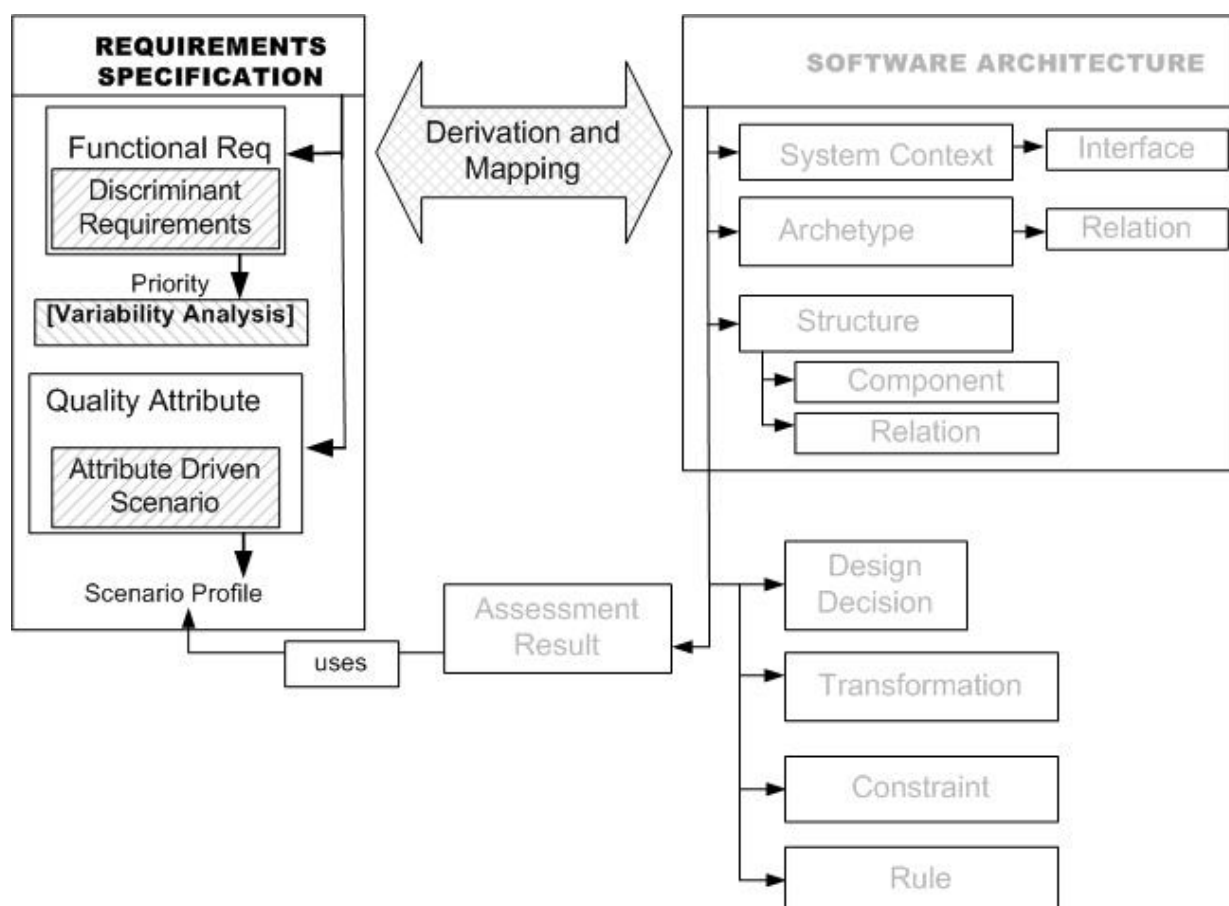 REQUIREMENTS
SPECIFICATION
Functional Req
Discriminant
Requirements
Priority
[Variability Analysis]
Quality Attribute
Attribute Driven
Scenario
Scenario Profile
Derivation and
Mapping
SOFTWARE ARCHITECTURE
System Context
Interface
Archetype
Relation
Structure
Component
Relation
Assessment
Result
uses
Design
Decision
Transformation
Constraint
Rule